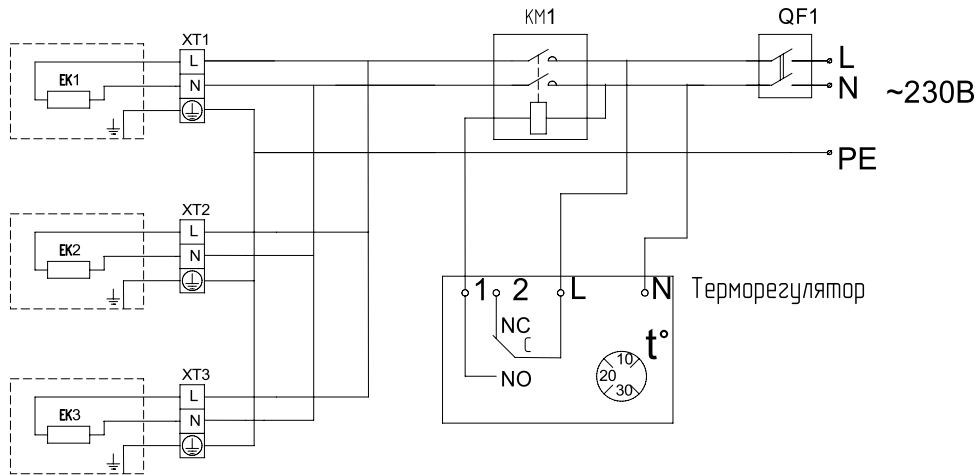 KM1
QF1
XT1
L
EK1
N
L
N
~230В
PE
XT2
L
EK2
N
1 2 L N Терморегулятор
NC
C
t°
NO
10
20
30
XT3
L
EK3
N